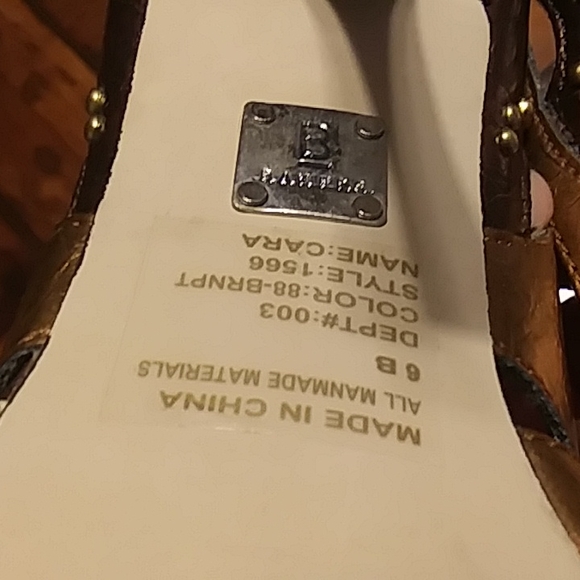 B
NAME:CARA
STYLE:1566
COLOR:88-BRNPT
DEPT#:003
6 B
ALL MANMADE MATERIALS
MADE IN CHINA